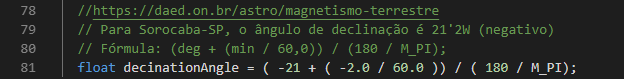 78 //https://daed.on.br/astro/magnetismo-terrestre
79 // Para Sorocaba-SP, o ângulo de declinação é 21'2W (negativo)
80 // Fórmula: (deg + (min / 60,0)) / (180 / M_PI);
81 float decinationAngle = ( -21 + ( -2.0 / 60.0 )) / ( 180 / M_PI);